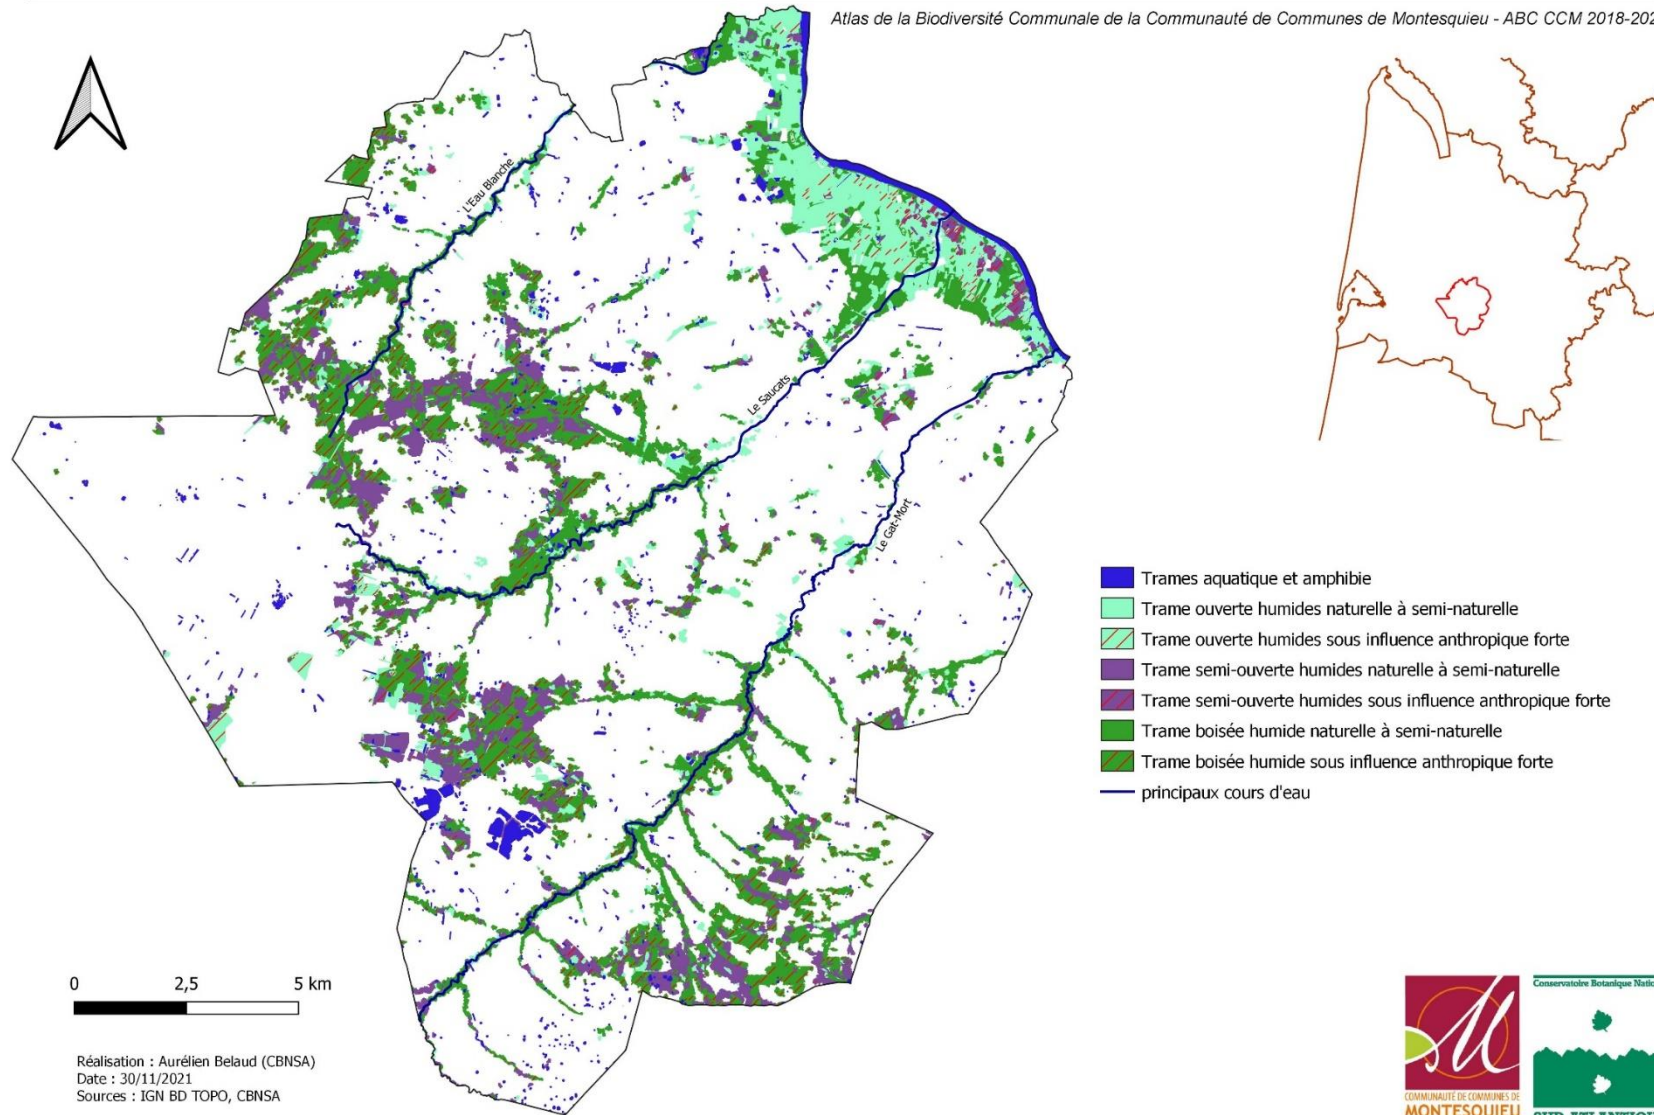 Atlas de la Biodiversité Communale de la Communauté de Communes de Montesquieu - ABC CCM 2018-202
L'Eau Blanche
Le Saucats
Le Gat-Mort
Trames aquatique et amphibie
Trame ouverte humides naturelle à semi-naturelle
Trame ouverte humides sous influence anthropique forte
Trame semi-ouverte humides naturelle à semi-naturelle
Trame semi-ouverte humides sous influence anthropique forte
Trame boisée humide naturelle à semi-naturelle
Trame boisée humide sous influence anthropique forte
principaux cours d'eau
0 2,5 5 km
Réalisation : Aurélien Belaud (CBNSA)
Date : 30/11/2021
Sources : IGN BD TOPO, CBNSA
M
COMMUNAUTÉ DE COMMUNES DE
MONTESQUIEU
Conservatoire Botanique Natio
SUD-ATLANTIQU